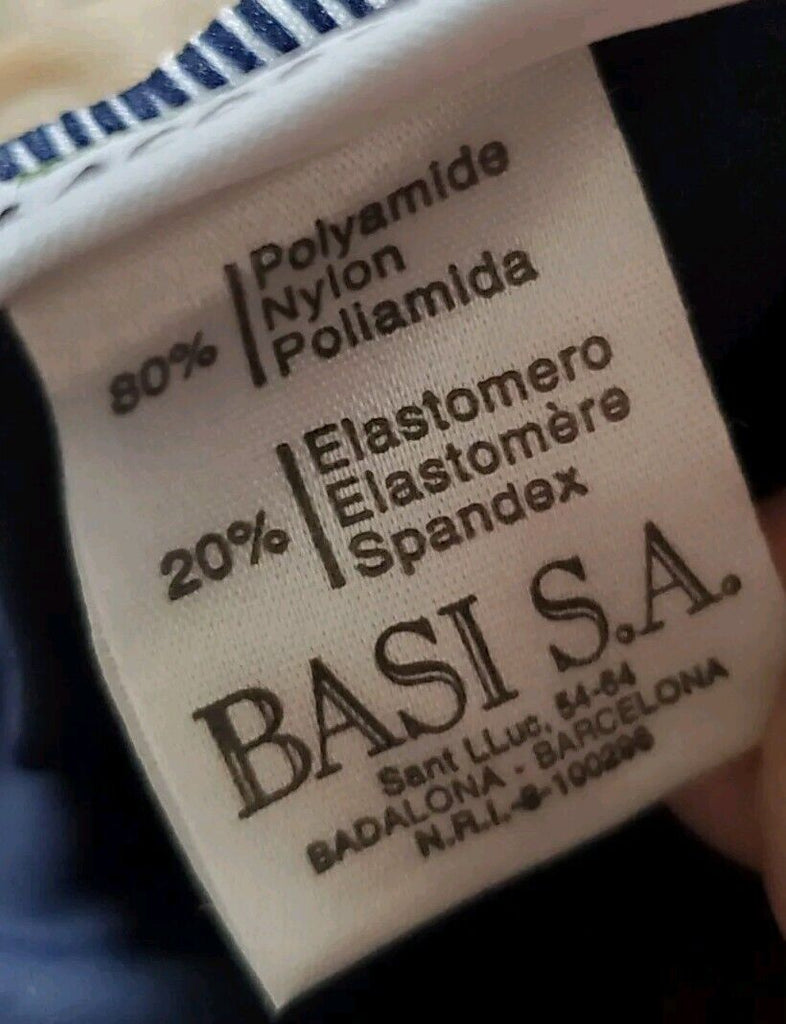 80%
Polyamide
Nylon
Poliamida
20%
Elastomero
Elastomère
Spandex
BASI S.A.
Sant LLuc, 54-64
BADALONA - BARCELONA
N.R.I.-8-100296